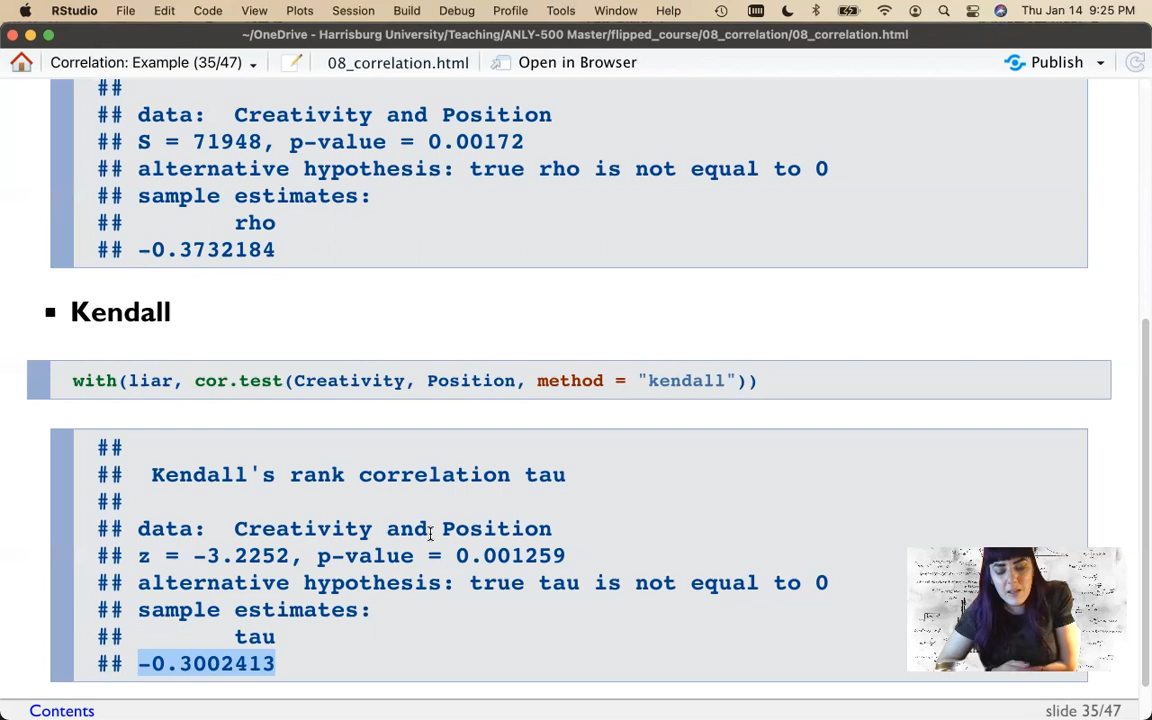 RStudio File Edit Code View Plots Session Build Debug Profile Tools Window Help Thu Jan 14 9:25 PM
~/OneDrive - Harrisburg University/Teaching/ANLY-500 Master/flipped_course/08_correlation/08_correlation.html
Correlation: Example (35/47) 08_correlation.html Open in Browser Publish
##
## data: Creativity and Position
## S = 71948, p-value = 0.00172
## alternative hypothesis: true rho is not equal to 0
## sample estimates:
## rho
## -0.3732184
▪ Kendall
with(liar, cor.test(Creativity, Position, method = "kendall"))
##
## Kendall's rank correlation tau
##
## data: Creativity and Position
## z = -3.2252, p-value = 0.001259
## alternative hypothesis: true tau is not equal to 0
## sample estimates:
## tau
## -0.3002413
Contents slide 35/47